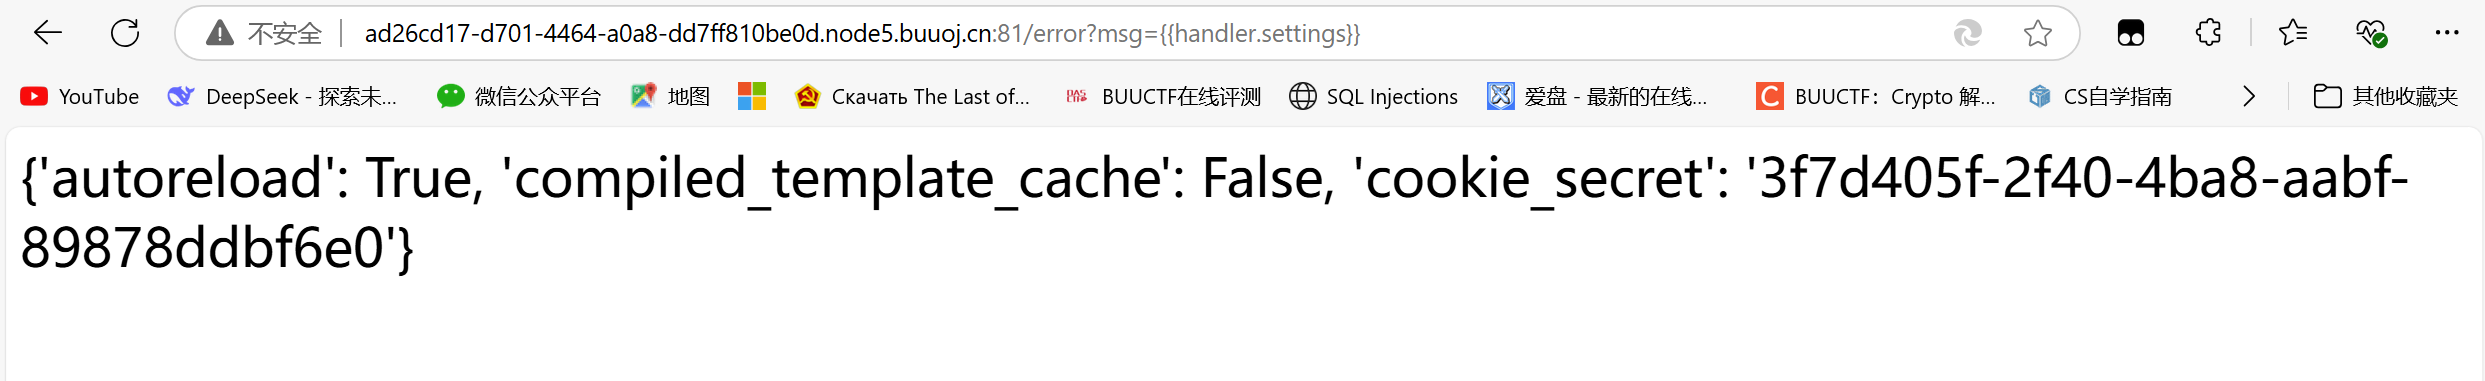 不安全 ad26cd17-d701-4464-a0a8-dd7ff810be0d.node5.buuoj.cn:81/error?msg={{handler.settings}}
YouTube DeepSeek - 探索未... 微信公众平台 地图 Скачать The Last of... BUUCTF在线评测 SQL Injections 爱盘 - 最新的在线... BUUCTF：Crypto 解... CS自学指南 其他收藏夹
{'autoreload': True, 'compiled_template_cache': False, 'cookie_secret': '3f7d405f-2f40-4ba8-aabf-
89878ddbf6e0'}